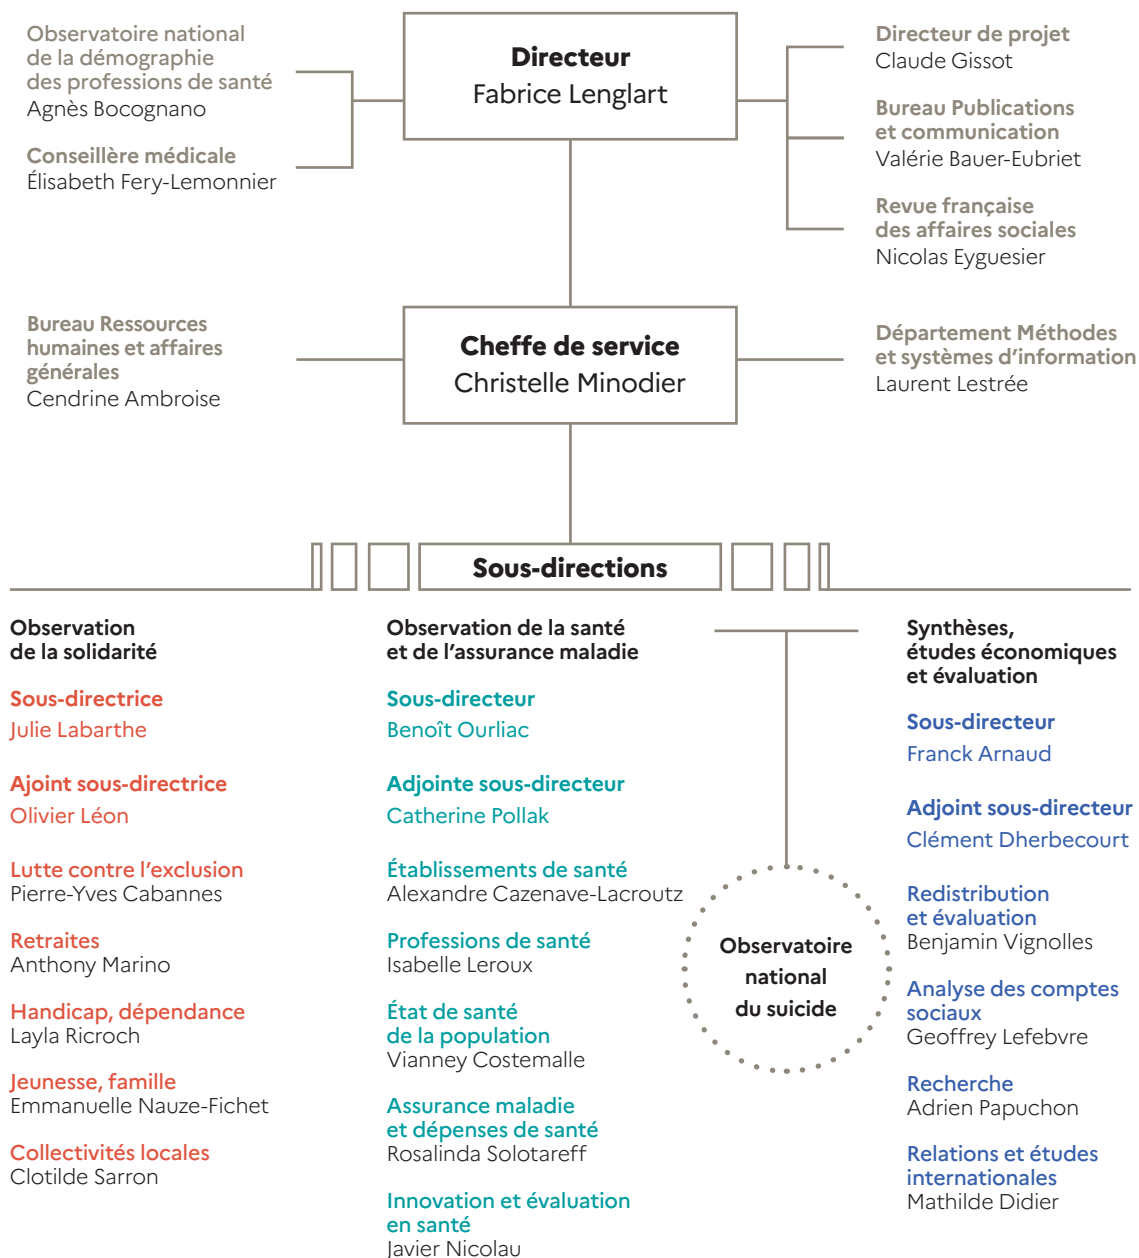 Observatoire national
de la démographie
des professions de santé
Agnès Bocognano
Conseillère médicale
Élisabeth Fery-Lemonnier
Directeur
Fabrice Lenglart
Directeur de projet
Claude Gissot
Bureau Publications
et communication
Valérie Bauer-Eubriet
Revue française
des affaires sociales
Nicolas Eyguesier
Bureau Ressources
humaines et affaires
générales
Cendrine Ambroise
Cheffe de service
Christelle Minodier
Département Méthodes
et systèmes d'information
Laurent Lestrée
Sous-directions
Observation
de la solidarité
Sous-directrice
Julie Labarthe
Ajoint sous-directrice
Olivier Léon
Lutte contre l'exclusion
Pierre-Yves Cabannes
Retraites
Anthony Marino
Handicap, dépendance
Layla Ricroch
Jeunesse, famille
Emmanuelle Nauze-Fichet
Collectivités locales
Clotilde Sarron
Observation de la santé
et de l'assurance maladie
Sous-directeur
Benoît Ourliac
Adjointe sous-directeur
Catherine Pollak
Établissements de santé
Alexandre Cazenave-Lacroutz
Professions de santé
Isabelle Leroux
État de santé
de la population
Vianney Costemalle
Assurance maladie
et dépenses de santé
Rosalinda Solotareff
Innovation et évaluation
en santé
Javier Nicolau
Observatoire
national
du suicide
Synthèses,
études économiques
et évaluation
Sous-directeur
Franck Arnaud
Adjoint sous-directeur
Clément Dherbecourt
Redistribution
et évaluation
Benjamin Vignolles
Analyse des comptes
sociaux
Geoffrey Lefebvre
Recherche
Adrien Papuchon
Relations et études
internationales
Mathilde Didier